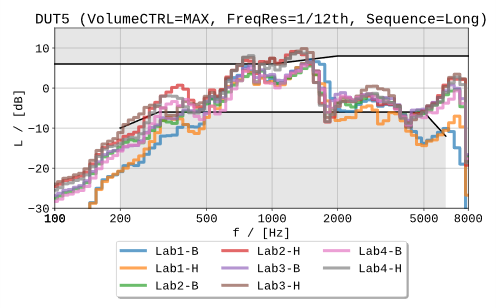 DUT5 (VolumeCTRL=MAX, FreqRes=1/12th, Sequence=Long)
10
0
−10
−20
−30
L / [dB]
100 200 500 1000 2000 5000 8000
f / [Hz]
Lab1-B Lab2-H Lab4-B
Lab1-H Lab3-B Lab4-H
Lab2-B Lab3-H